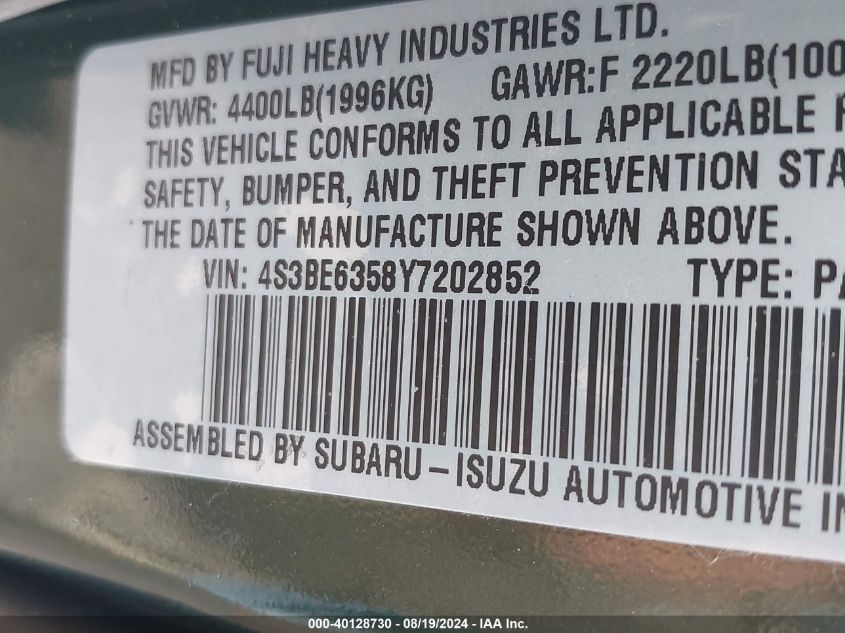 MFD BY FUJI HEAVY INDUSTRIES LTD.
GVWR: 4400LB(1996KG) GAWR:F 2220LB(100
THIS VEHICLE CONFORMS TO ALL APPLICABLE F
SAFETY, BUMPER, AND THEFT PREVENTION STA
THE DATE OF MANUFACTURE SHOWN ABOVE.
VIN: 4S3BE6358Y7202852 TYPE: PA
ASSEMBLED BY SUBARU-ISUZU AUTOMOTIVE IN
000-40128730 - 08/19/2024 - IAA Inc.